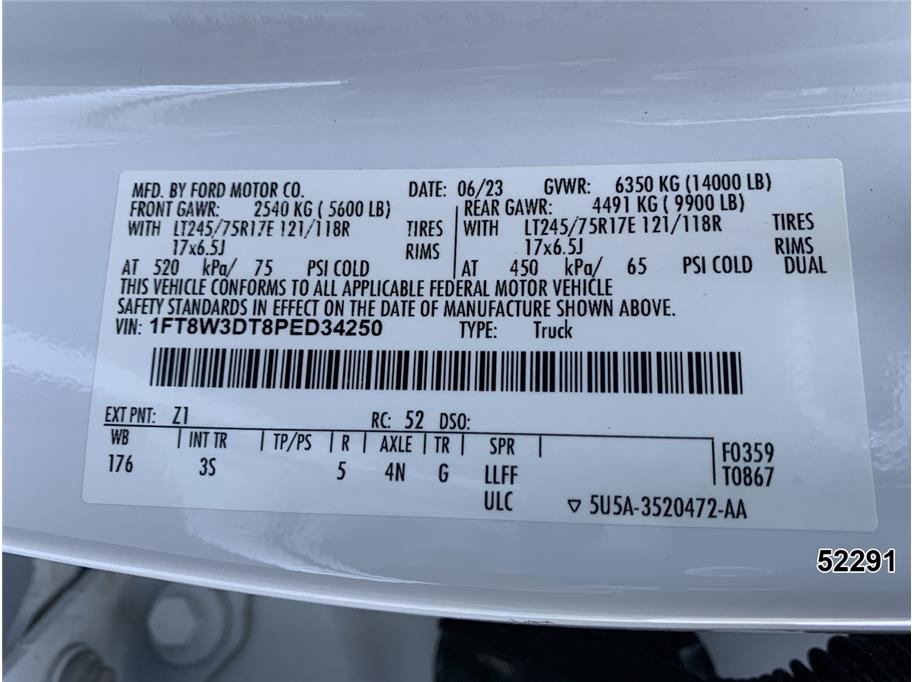 MFD. BY FORD MOTOR CO. DATE: 06/23 GVWR: 6350 KG (14000 LB)
FRONT GAWR: 2540 KG ( 5600 LB) REAR GAWR: 4491 KG ( 9900 LB)
WITH LT245/75R17E 121/118R TIRES WITH LT245/75R17E 121/118R TIRES
17x6.5J RIMS 17x6.5J RIMS
AT 520 kPa/ 75 PSI COLD AT 450 kPa/ 65 PSI COLD DUAL
THIS VEHICLE CONFORMS TO ALL APPLICABLE FEDERAL MOTOR VEHICLE
SAFETY STANDARDS IN EFFECT ON THE DATE OF MANUFACTURE SHOWN ABOVE.
VIN: 1FT8W3DT8PED34250 TYPE: Truck
EXT PNT: Z1 RC: 52 DSO:
WB INT TR TP/PS R AXLE TR SPR F0359
176 3S 5 4N G LLFF T0867
ULC ▽ 5U5A-3520472-AA
52291